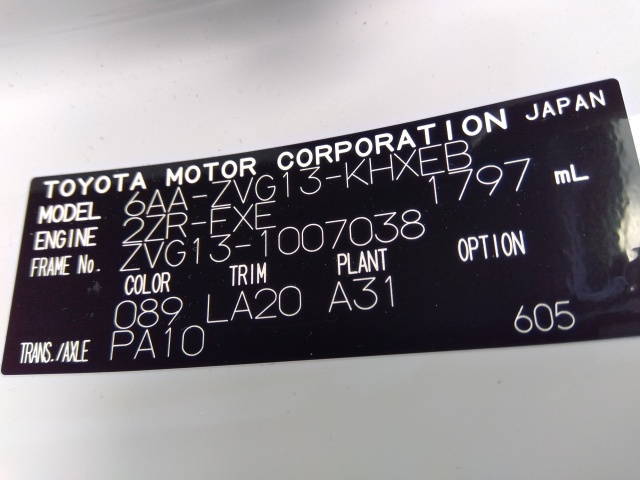 TOYOTA MOTOR CORPORATION JAPAN
MODEL 6AA-ZVG13-KHXEB
ENGINE 2ZR-FXE 1797 mL
FRAME No. ZVG13-1007038
COLOR TRIM PLANT OPTION
089 LA20 A31
TRANS./AXLE PA10 605